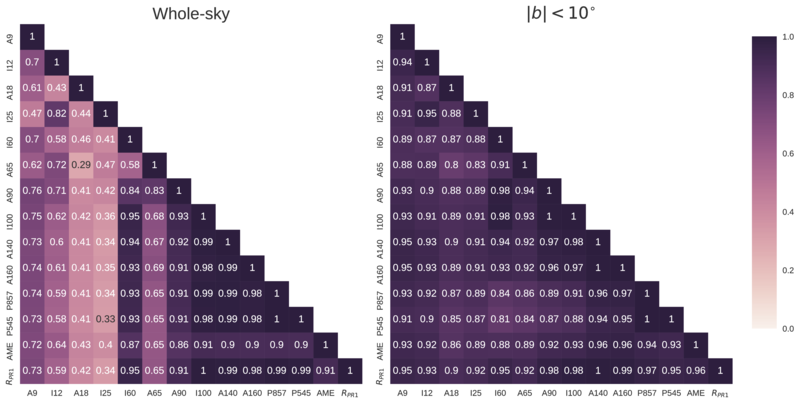 Whole-sky
A9 1
I12 0.7 1
A18 0.61 0.43 1
I25 0.47 0.82 0.44 1
I60 0.7 0.58 0.46 0.41 1
A65 0.62 0.72 0.29 0.47 0.58 1
A90 0.76 0.71 0.41 0.42 0.84 0.83 1
I100 0.75 0.62 0.42 0.36 0.95 0.68 0.93 1
A140 0.73 0.6 0.41 0.34 0.94 0.67 0.92 0.99 1
A160 0.74 0.61 0.41 0.35 0.93 0.67 0.91 0.98 0.99 1
P857 0.74 0.59 0.41 0.34 0.93 0.65 0.91 0.98 0.99 0.98 1
P545 0.73 0.58 0.41 0.33 0.93 0.65 0.91 0.98 0.99 0.98 1 1
AME 0.72 0.64 0.43 0.4 0.87 0.65 0.86 0.91 0.9 0.9 0.9 0.9 1
R_PR1 0.73 0.59 0.42 0.34 0.95 0.65 0.91 0.99 0.99 0.98 0.99 0.99 0.91 1
A9 I12 A18 I25 I60 A65 A90 I100 A140 A160 P857 P545 AME R_PR1
|b| < 10°
A9 1
I12 0.94 1
A18 0.91 0.87 1
I25 0.91 0.95 0.88 1
I60 0.89 0.87 0.87 0.88 1
A65 0.88 0.89 0.8 0.83 0.91 1
A90 0.93 0.9 0.88 0.89 0.98 0.94 1
I100 0.93 0.91 0.89 0.91 0.98 0.93 1 1
A140 0.95 0.93 0.9 0.91 0.94 0.92 0.97 0.98 1
A160 0.95 0.93 0.89 0.91 0.92 0.92 0.96 0.98 1 1
P857 0.93 0.92 0.87 0.89 0.84 0.86 0.89 0.91 0.96 0.97 1
P545 0.91 0.9 0.85 0.86 0.81 0.84 0.87 0.89 0.94 0.95 1 1
AME 0.93 0.92 0.86 0.89 0.89 0.88 0.92 0.94 0.96 0.97 0.94 0.93 1
R_PR1 0.95 0.92 0.9 0.92 0.95 0.9 0.98 0.98 1 0.99 0.97 0.95 0.96 1
A9 I12 A18 I25 I60 A65 A90 I100 A140 A160 P857 P545 AME R_PR1
1.0
0.8
0.6
0.4
0.2
0.0